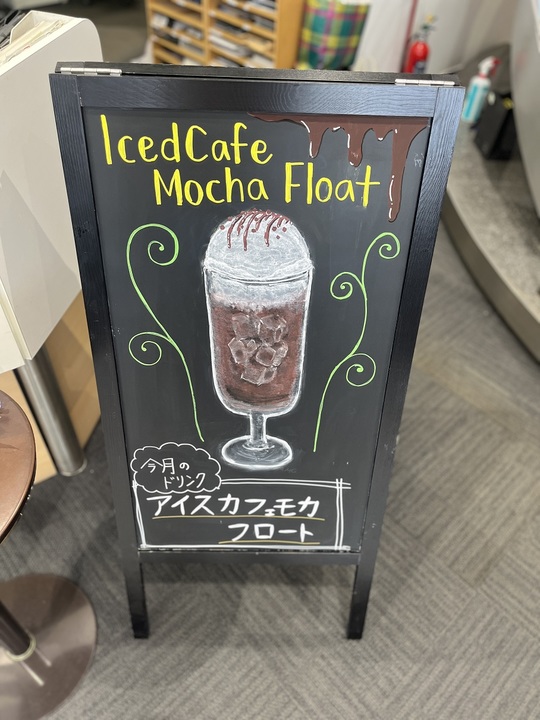 IcedCafe
Mocha Float
今月の
ドリンク
アイスカフェモカ
フロート